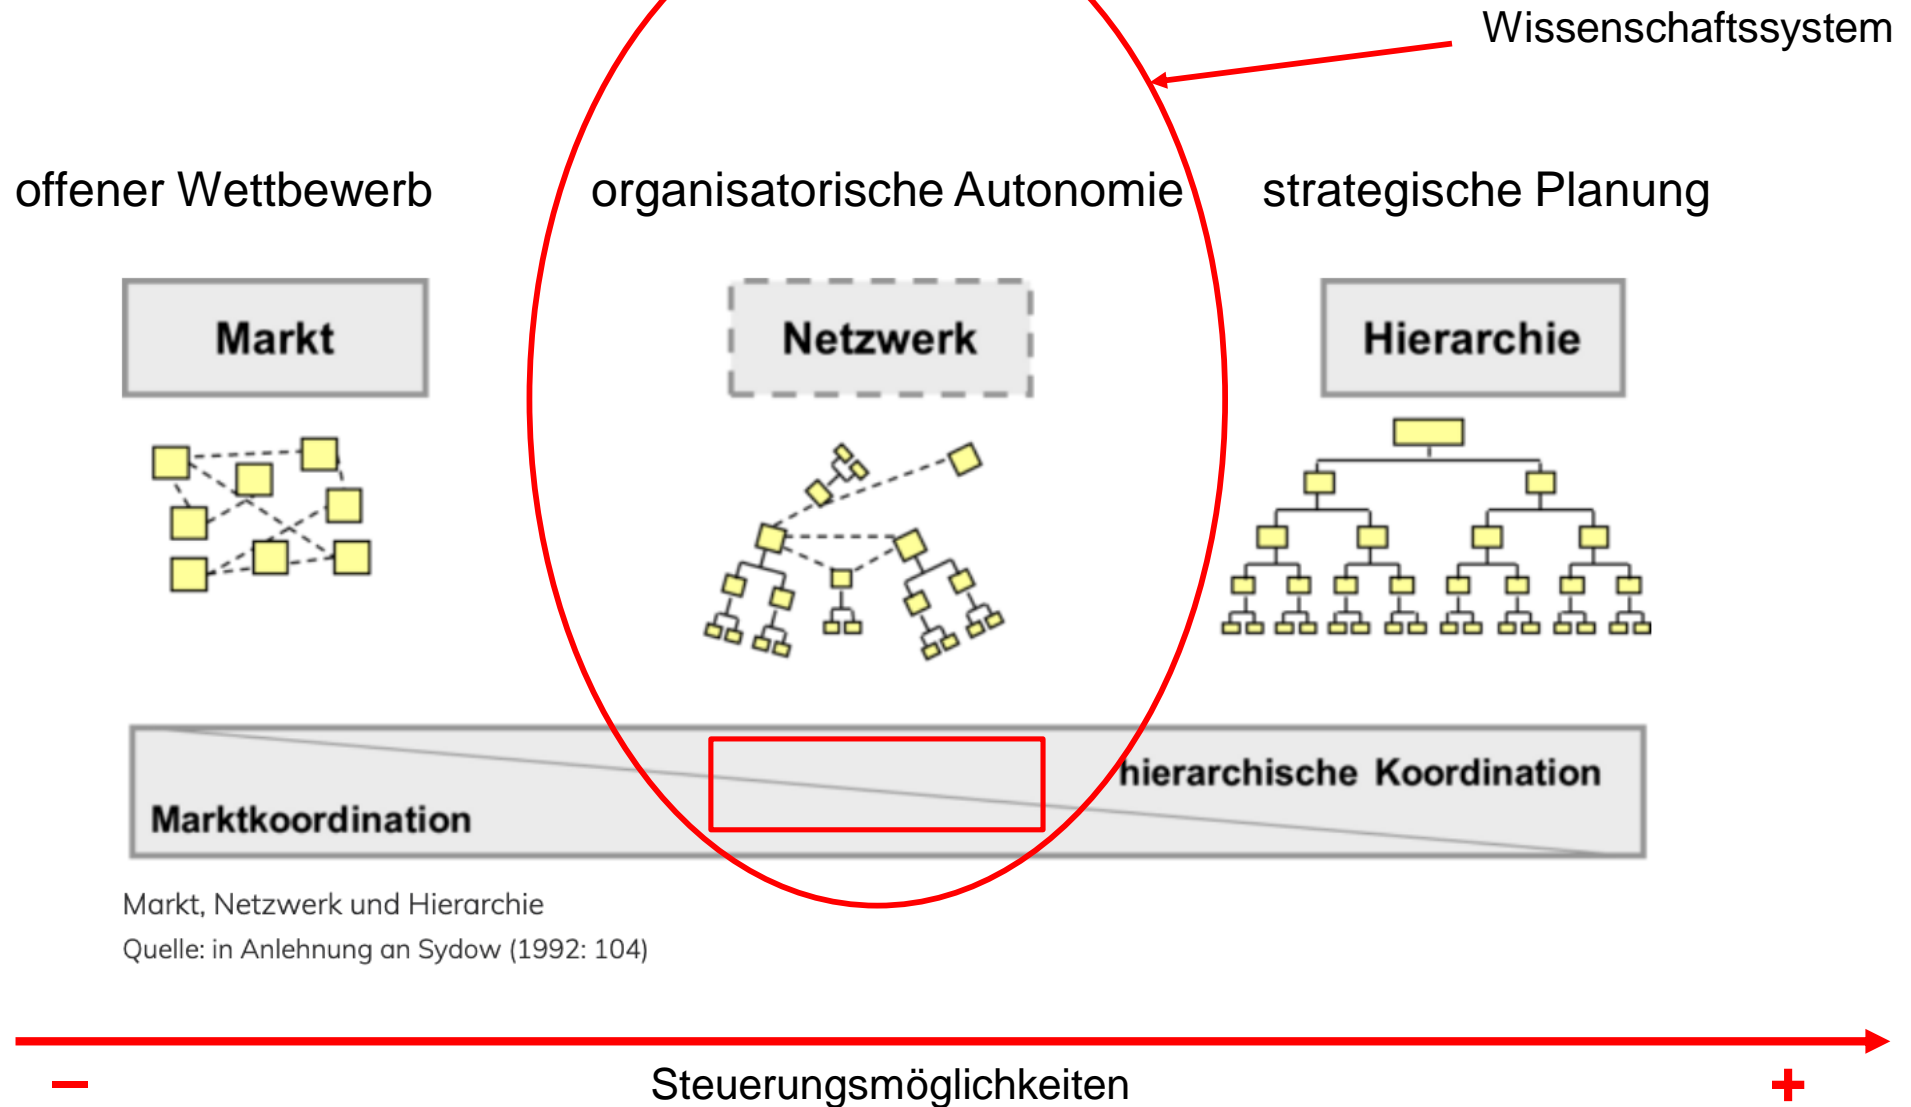 Wissenschaftssystem
offener Wettbewerb organisatorische Autonomie strategische Planung
Markt Netzwerk Hierarchie
hierarchische Koordination
Marktkoordination
Markt, Netzwerk und Hierarchie
Quelle: in Anlehnung an Sydow (1992: 104)
− +
Steuerungsmöglichkeiten